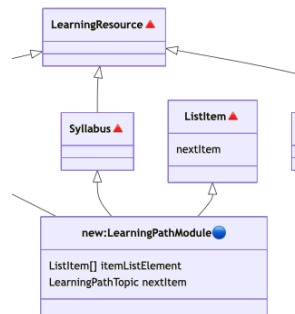 LearningResource🔺
Syllabus🔺
ListItem🔺
nextItem
new:LearningPathModule🔵
ListItem[] itemListElement
LearningPathTopic nextItem